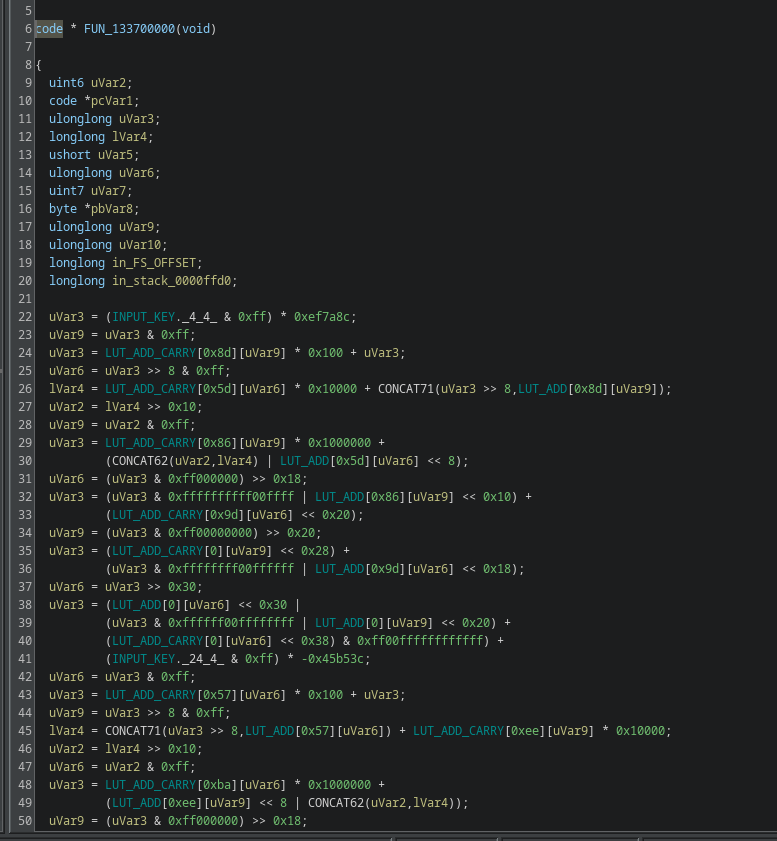 5
6 code * FUN_133700000(void)
7
8 {
9 uint6 uVar2;
10 code *pcVar1;
11 ulonglong uVar3;
12 longlong lVar4;
13 ushort uVar5;
14 ulonglong uVar6;
15 uint7 uVar7;
16 byte *pbVar8;
17 ulonglong uVar9;
18 ulonglong uVar10;
19 longlong in_FS_OFFSET;
20 longlong in_stack_0000ffd0;
21
22 uVar3 = (INPUT_KEY._4_4_ & 0xff) * 0xef7a8c;
23 uVar9 = uVar3 & 0xff;
24 uVar3 = LUT_ADD_CARRY[0x8d][uVar9] * 0x100 + uVar3;
25 uVar6 = uVar3 >> 8 & 0xff;
26 lVar4 = LUT_ADD_CARRY[0x5d][uVar6] * 0x10000 + CONCAT71(uVar3 >> 8,LUT_ADD[0x8d][uVar9]);
27 uVar2 = lVar4 >> 0x10;
28 uVar9 = uVar2 & 0xff;
29 uVar3 = LUT_ADD_CARRY[0x86][uVar9] * 0x1000000 +
30 (CONCAT62(uVar2,lVar4) | LUT_ADD[0x5d][uVar6] << 8);
31 uVar6 = (uVar3 & 0xff000000) >> 0x18;
32 uVar3 = (uVar3 & 0xffffffffff00ffff | LUT_ADD[0x86][uVar9] << 0x10) +
33 (LUT_ADD_CARRY[0x9d][uVar6] << 0x20);
34 uVar9 = (uVar3 & 0xff00000000) >> 0x20;
35 uVar3 = (LUT_ADD_CARRY[0][uVar9] << 0x28) +
36 (uVar3 & 0xffffffff00ffffff | LUT_ADD[0x9d][uVar6] << 0x18);
37 uVar6 = uVar3 >> 0x30;
38 uVar3 = (LUT_ADD[0][uVar6] << 0x30 |
39 (uVar3 & 0xffffff00ffffffff | LUT_ADD[0][uVar9] << 0x20) +
40 (LUT_ADD_CARRY[0][uVar6] << 0x38) & 0xff00ffffffffffff) +
41 (INPUT_KEY._24_4_ & 0xff) * -0x45b53c;
42 uVar6 = uVar3 & 0xff;
43 uVar3 = LUT_ADD_CARRY[0x57][uVar6] * 0x100 + uVar3;
44 uVar9 = uVar3 >> 8 & 0xff;
45 lVar4 = CONCAT71(uVar3 >> 8,LUT_ADD[0x57][uVar6]) + LUT_ADD_CARRY[0xee][uVar9] * 0x10000;
46 uVar2 = lVar4 >> 0x10;
47 uVar6 = uVar2 & 0xff;
48 uVar3 = LUT_ADD_CARRY[0xba][uVar6] * 0x1000000 +
49 (LUT_ADD[0xee][uVar9] << 8 | CONCAT62(uVar2,lVar4));
50 uVar9 = (uVar3 & 0xff000000) >> 0x18;